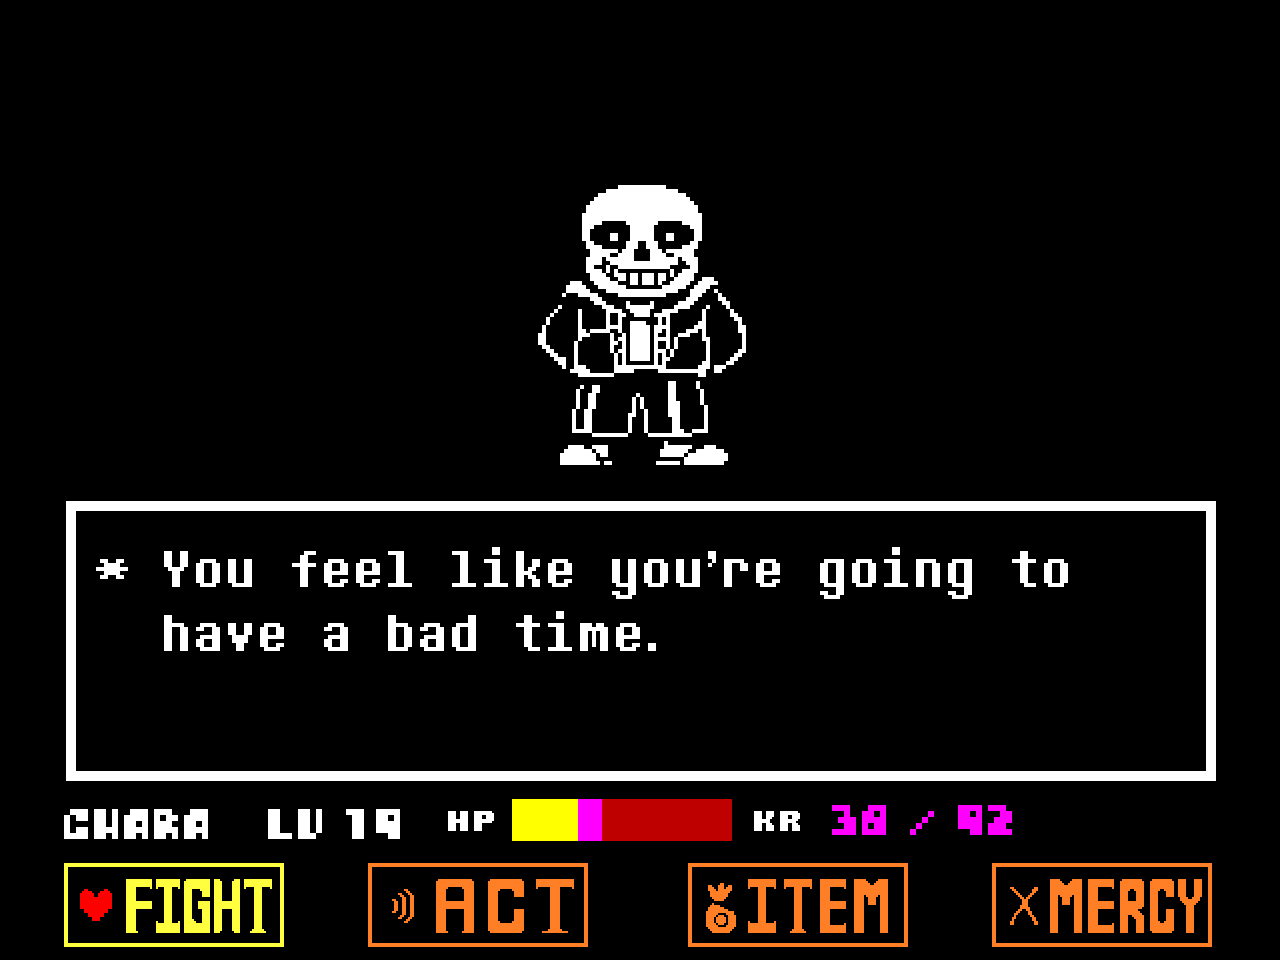 * You feel like you're going to
have a bad time.
CHARA LV 19 HP KR 38 / 92
FIGHT ACT ITEM MERCY